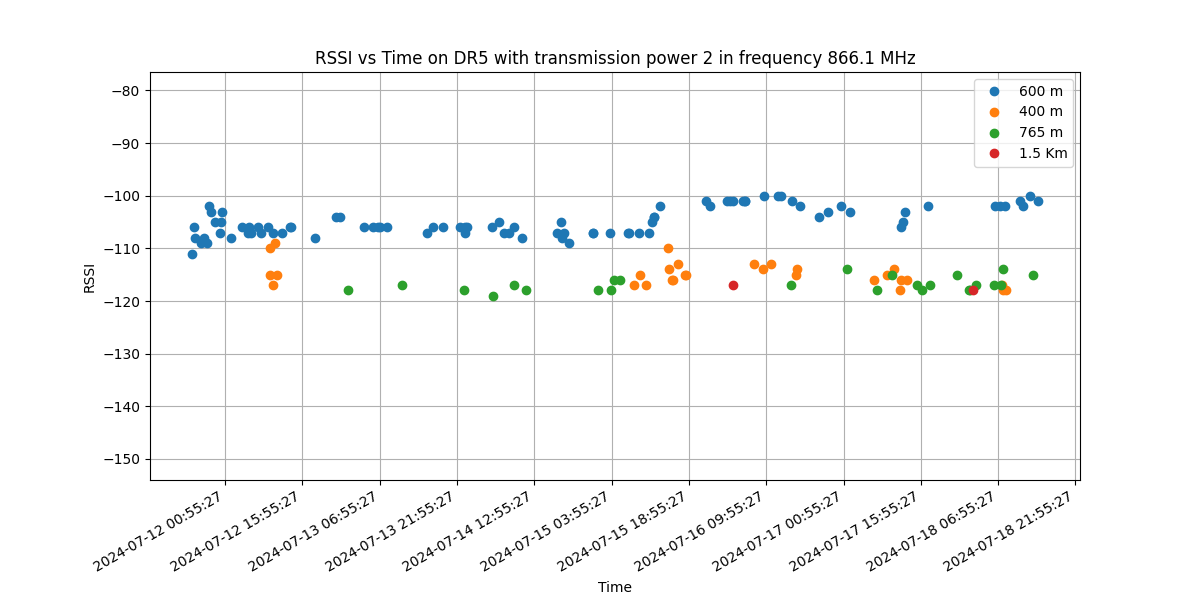 RSSI vs Time on DR5 with transmission power 2 in frequency 866.1 MHz
600 m
400 m
765 m
1.5 Km
RSSI
−80
−90
−100
−110
−120
−130
−140
−150
2024-07-12 00:55:27
2024-07-12 15:55:27
2024-07-13 06:55:27
2024-07-13 21:55:27
2024-07-14 12:55:27
2024-07-15 03:55:27
2024-07-15 18:55:27
2024-07-16 09:55:27
2024-07-17 00:55:27
2024-07-17 15:55:27
2024-07-18 06:55:27
2024-07-18 21:55:27
Time